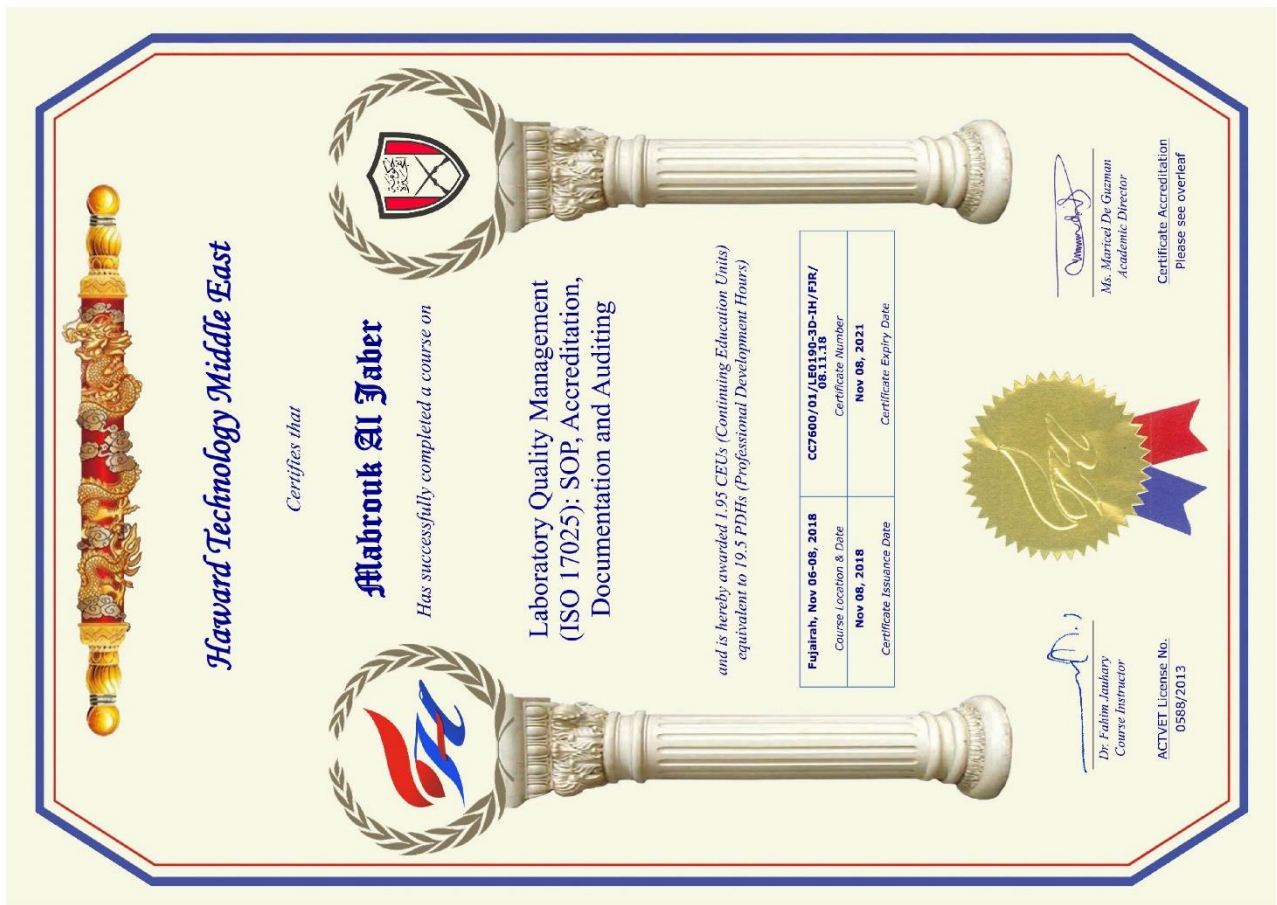 Haward Technology Middle East
Certifies that
Mabrouk Al Jaber
Has successfully completed a course on
Laboratory Quality Management
(ISO 17025): SOP, Accreditation,
Documentation and Auditing
and is hereby awarded 1.95 CEUs (Continuing Education Units)
equivalent to 19.5 PDHs (Professional Development Hours)
Fujairah, Nov 06-08, 2018
Course Location & Date
CC7600/01/LE0190-3D-IH/FJR/
08.11.18
Certificate Number
Nov 08, 2018
Certificate Issuance Date
Nov 08, 2021
Certificate Expiry Date
Dr. Fahim Jauhary
Course Instructor
Ms. Maricel De Guzman
Academic Director
ACTVET License No.
0588/2013
Certificate Accreditation
Please see overleaf